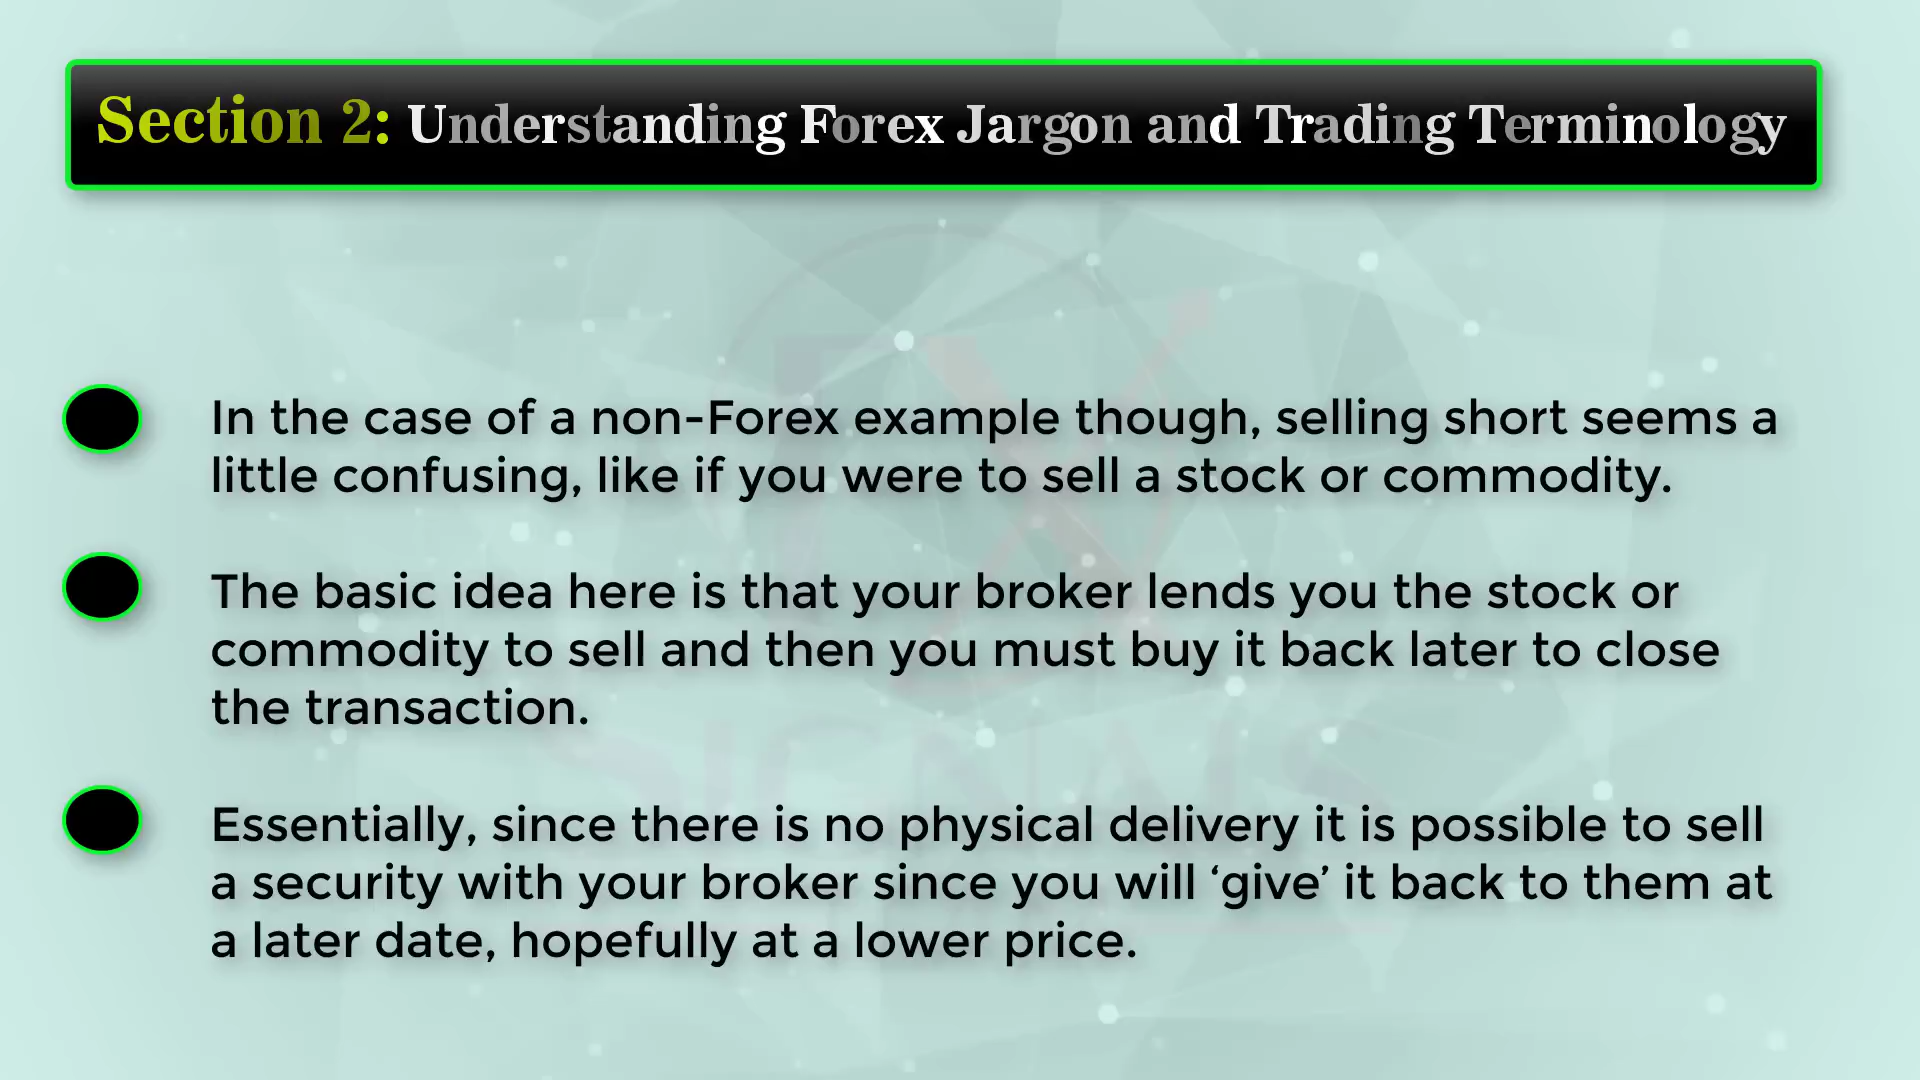 Section 2: Understanding Forex Jargon and Trading Terminology
In the case of a non-Forex example though, selling short seems a
little confusing, like if you were to sell a stock or commodity.
The basic idea here is that your broker lends you the stock or
commodity to sell and then you must buy it back later to close
the transaction.
Essentially, since there is no physical delivery it is possible to sell
a security with your broker since you will ‘give’ it back to them at
a later date, hopefully at a lower price.
FX
SIGNALS